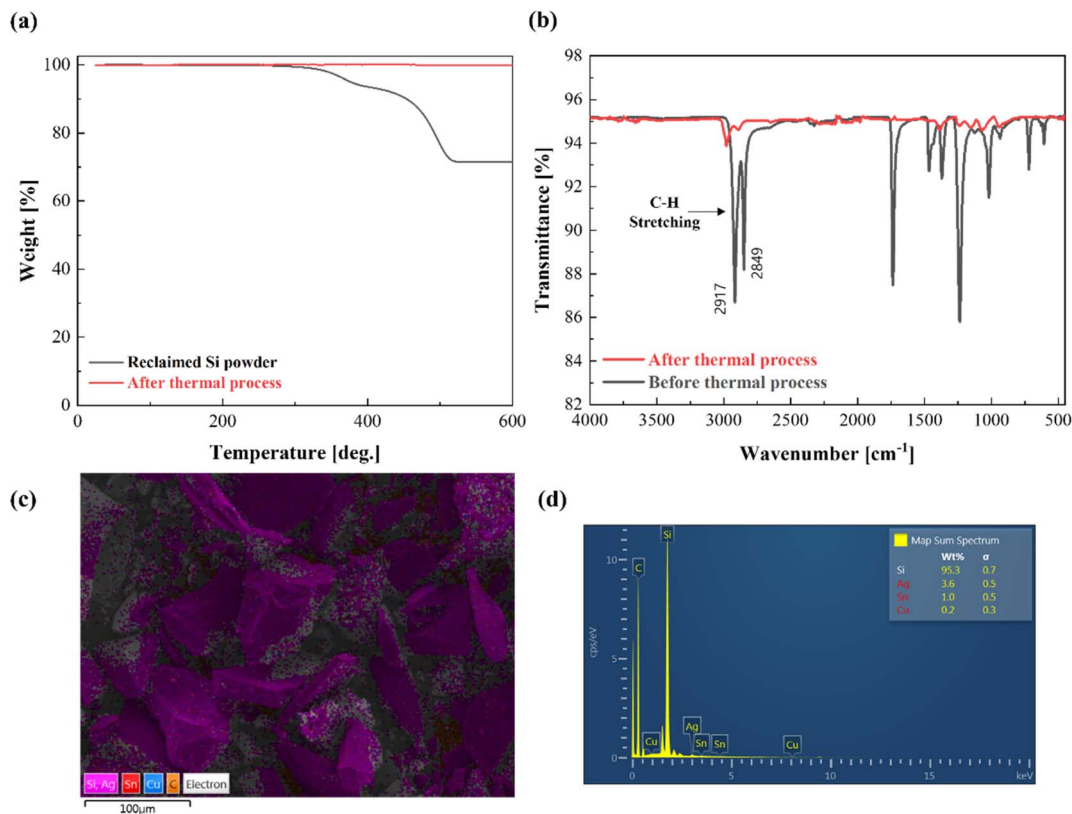 (a)
Weight [%]
100
80
60
40
20
0
0
200
400
600
Reclaimed Si powder
After thermal process
Temperature [deg.]
(b)
Transmittance [%]
98
96
94
92
90
88
86
84
82
C-H
Stretching
2917
2849
After thermal process
Before thermal process
4000 3500 3000 2500 2000 1500 1000 500
Wavenumber [cm-1]
(c)
Si, Ag Sn Cu C Electron
100μm
(d)
cps/eV
10
5
0
C
Si
Cu
Ag
Sn
Sn
Cu
0 5 10 15 keV
Map Sum Spectrum
Wt% σ
Si 95.3 0.7
Ag 3.6 0.5
Sn 1.0 0.5
Cu 0.2 0.3